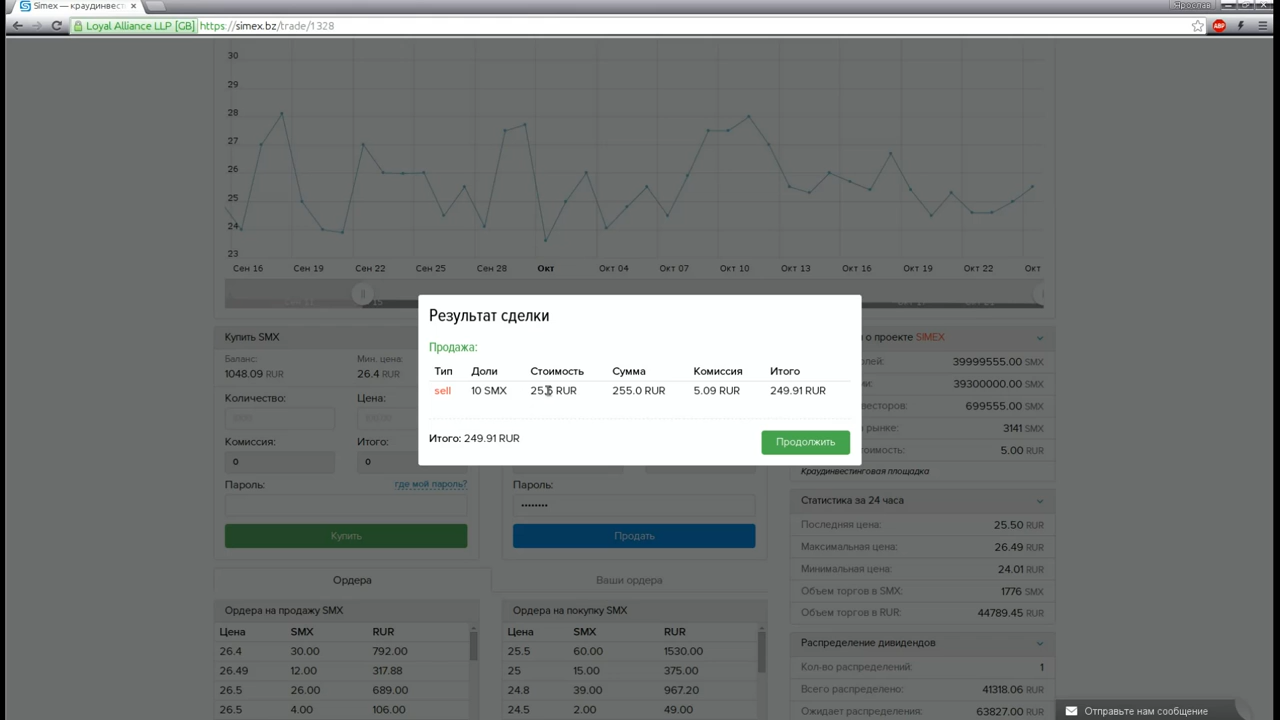 Simex — краудинвест
Ярослав
Loyal Alliance LLP [GB] https://simex.bz/trade/1328
ABP
30
29
28
27
26
25
24
23
Сен 16 Сен 19 Сен 22 Сен 25 Сен 28 Окт Окт 04 Окт 07 Окт 10 Окт 13 Окт 16 Окт 19 Окт 22 Окт
Результат сделки
Продажа:
Тип Доли Стоимость Сумма Комиссия Итого
sell 10 SMX 25.5 RUR 255.0 RUR 5.09 RUR 249.91 RUR
Итого: 249.91 RUR
Продолжить
Купить SMX
Баланс: Мин. цена:
1048.09 RUR 26.4 RUR
Количество: Цена:
Комиссия: Итого:
0 0
Пароль: где мой пароль?
Купить
Пароль:
••••••••
Продать
о проекте SIMEX
39999555.00 SMX
39300000.00 SMX
699555.00 SMX
рынке: 3141 SMX
5.00 RUR
Краудинвестинговая площадка
Статистика за 24 часа
Последняя цена: 25.50 RUR
Максимальная цена: 26.49 RUR
Минимальная цена: 24.01 RUR
Объем торгов в SMX: 1776 SMX
Объем торгов в RUR: 44789.45 RUR
Распределение дивидендов
Кол-во распределений: 1
Всего распределено: 41318.06 RUR
Ожидает распределения: 63827.00 RUR
Ордера Ваши ордера
Ордера на продажу SMX
Цена SMX RUR
26.4 30.00 792.00
26.49 12.00 317.88
26.5 26.00 689.00
26.5 4.00 106.00
Ордера на покупку SMX
Цена SMX RUR
25.5 60.00 1530.00
25 15.00 375.00
24.8 39.00 967.20
24.5 2.00 49.00
Отправьте нам сообщение